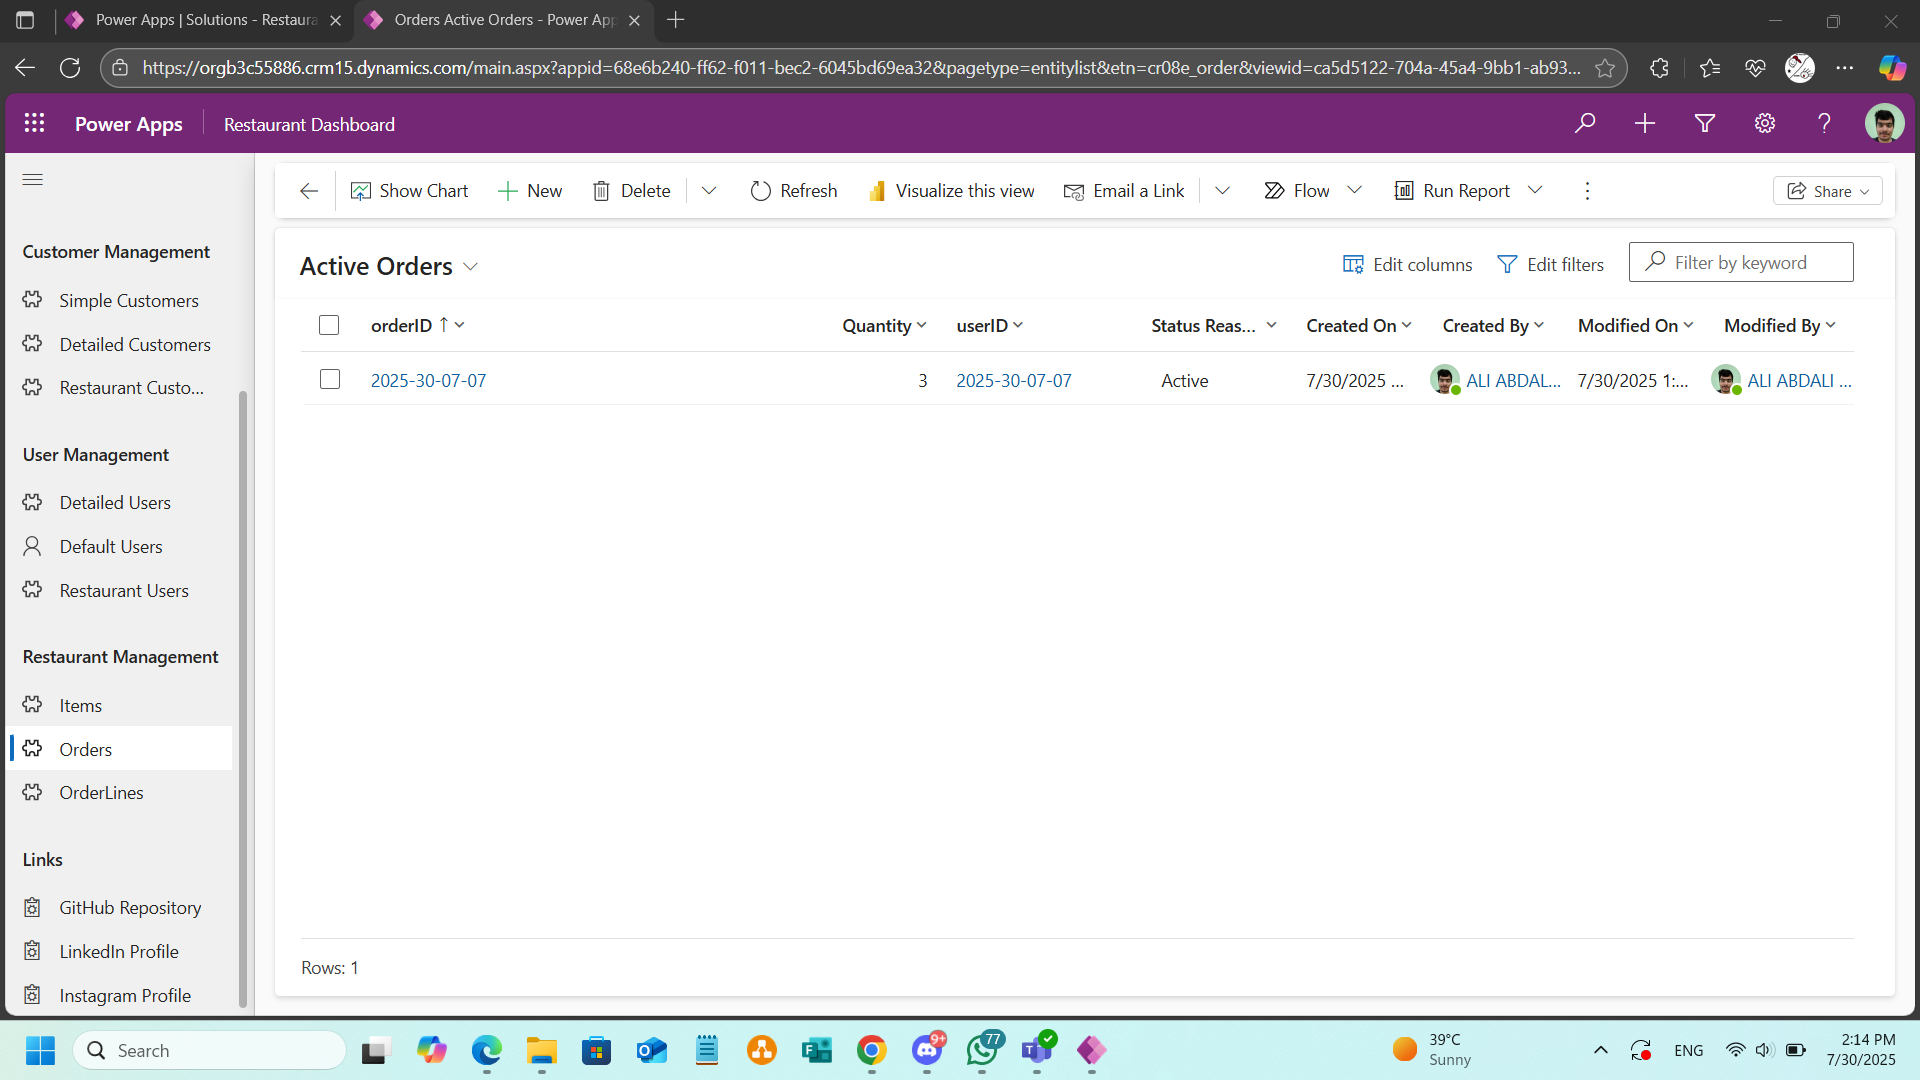 Power Apps | Solutions - Restaura
Orders Active Orders - Power App
https://orgb3c55886.crm15.dynamics.com/main.aspx?appid=68e6b240-ff62-f011-bec2-6045bd69ea32&pagetype=entitylist&etn=cr08e_order&viewid=ca5d5122-704a-45a4-9bb1-ab93...
Power Apps
Restaurant Dashboard
Show Chart
New
Delete
Refresh
Visualize this view
Email a Link
Flow
Run Report
Share
Customer Management
Simple Customers
Detailed Customers
Restaurant Custo...
User Management
Detailed Users
Default Users
Restaurant Users
Restaurant Management
Items
Orders
OrderLines
Links
GitHub Repository
LinkedIn Profile
Instagram Profile
Active Orders
Edit columns
Edit filters
Filter by keyword
orderID ↑ Quantity userID Status Reas... Created On Created By Modified On Modified By
2025-30-07-07 3 2025-30-07-07 Active 7/30/2025 ... ALI ABDAL... 7/30/2025 1:... ALI ABDALI ...
Rows: 1
Search
9+
77
39°C
Sunny
ENG
2:14 PM
7/30/2025